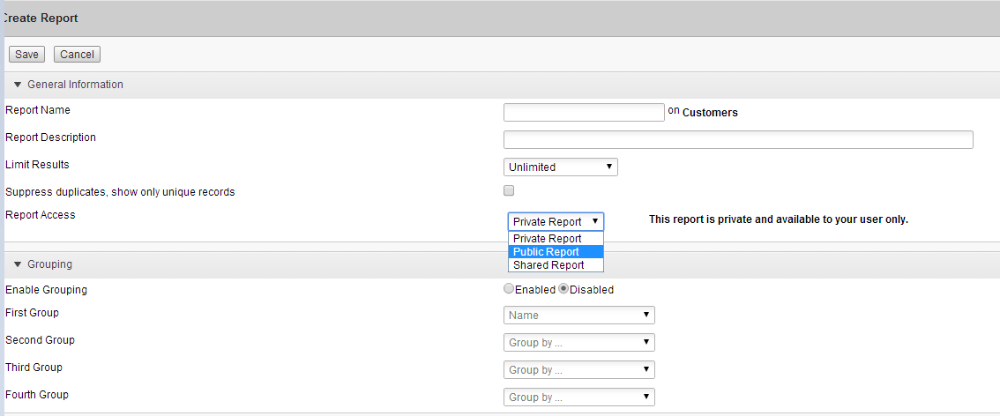 Create Report
Save Cancel
General Information
Report Name on Customers
Report Description
Limit Results Unlimited
Suppress duplicates, show only unique records
Report Access Private Report This report is private and available to your user only.
Private Report
Public Report
Shared Report
Grouping
Enable Grouping Enabled Disabled
First Group Name
Second Group Group by ...
Third Group Group by ...
Fourth Group Group by ...